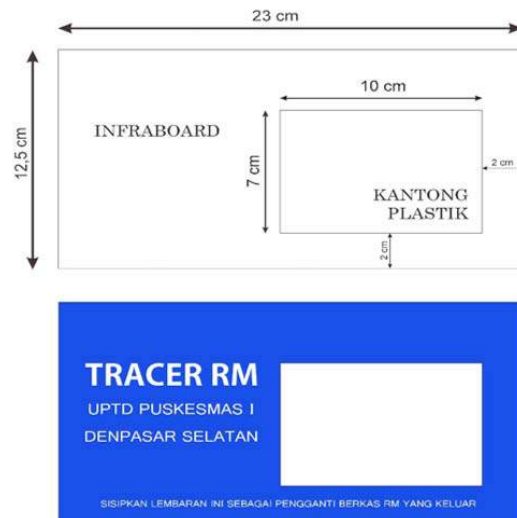 23 cm
12,5 cm
INFRABOARD
10 cm
7 cm
2 cm
KANTONG
PLASTIK
2 cm
TRACER RM
UPTD PUSKESMAS I
DENPASAR SELATAN
SISIPKAN LEMBARAN INI SEBAGAI PENGGANTI BERKAS RM YANG KELUAR